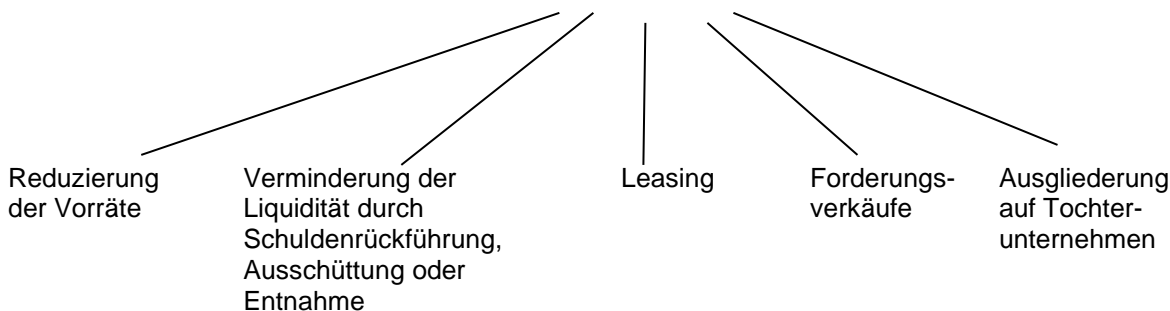 Reduzierung
der Vorräte
Verminderung der
Liquidität durch
Schuldenrückführung,
Ausschüttung oder
Entnahme
Leasing
Forderungs-
verkäufe
Ausgliederung
auf Tochter-
unternehmen